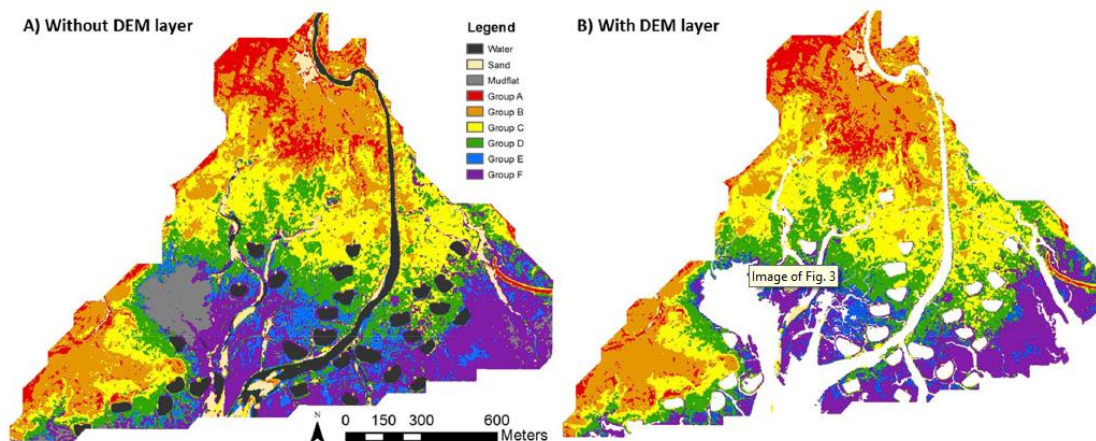 A) Without DEM layer
Legend
Water
Sand
Mudflat
Group A
Group B
Group C
Group D
Group E
Group F
N
0 150 300 600
Meters
B) With DEM layer
Image of Fig. 3